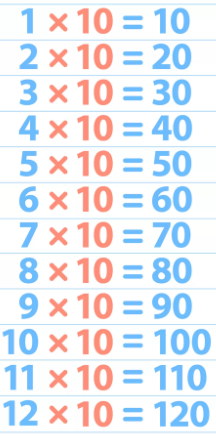 1 × 10 = 10
2 × 10 = 20
3 × 10 = 30
4 × 10 = 40
5 × 10 = 50
6 × 10 = 60
7 × 10 = 70
8 × 10 = 80
9 × 10 = 90
10 × 10 = 100
11 × 10 = 110
12 × 10 = 120